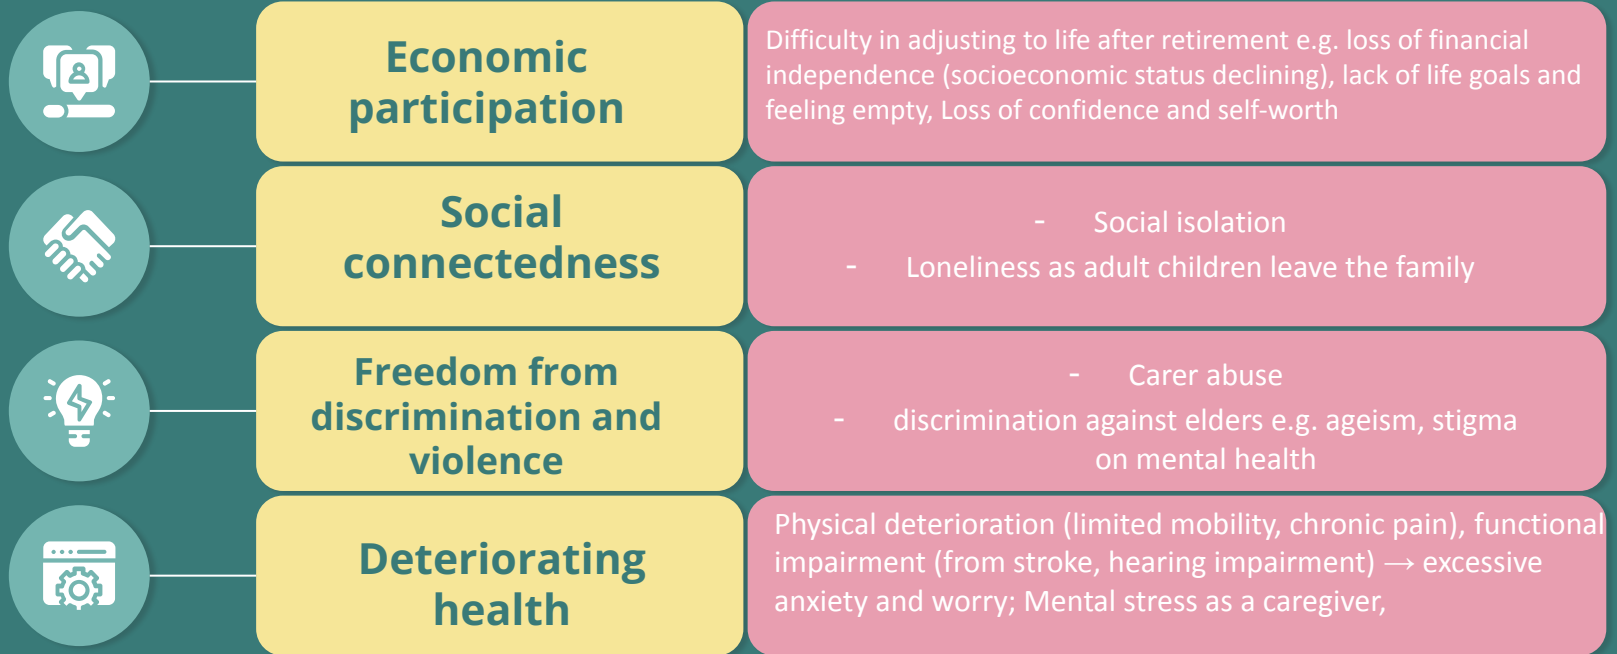 Economic
participation
Difficulty in adjusting to life after retirement e.g. loss of financial
independence (socioeconomic status declining), lack of life goals and
feeling empty, Loss of confidence and self-worth
Social
connectedness
- Social isolation
- Loneliness as adult children leave the family
Freedom from
discrimination and
violence
- Carer abuse
- discrimination against elders e.g. ageism, stigma
on mental health
Deteriorating
health
Physical deterioration (limited mobility, chronic pain), functional
impairment (from stroke, hearing impairment) → excessive
anxiety and worry; Mental stress as a caregiver,